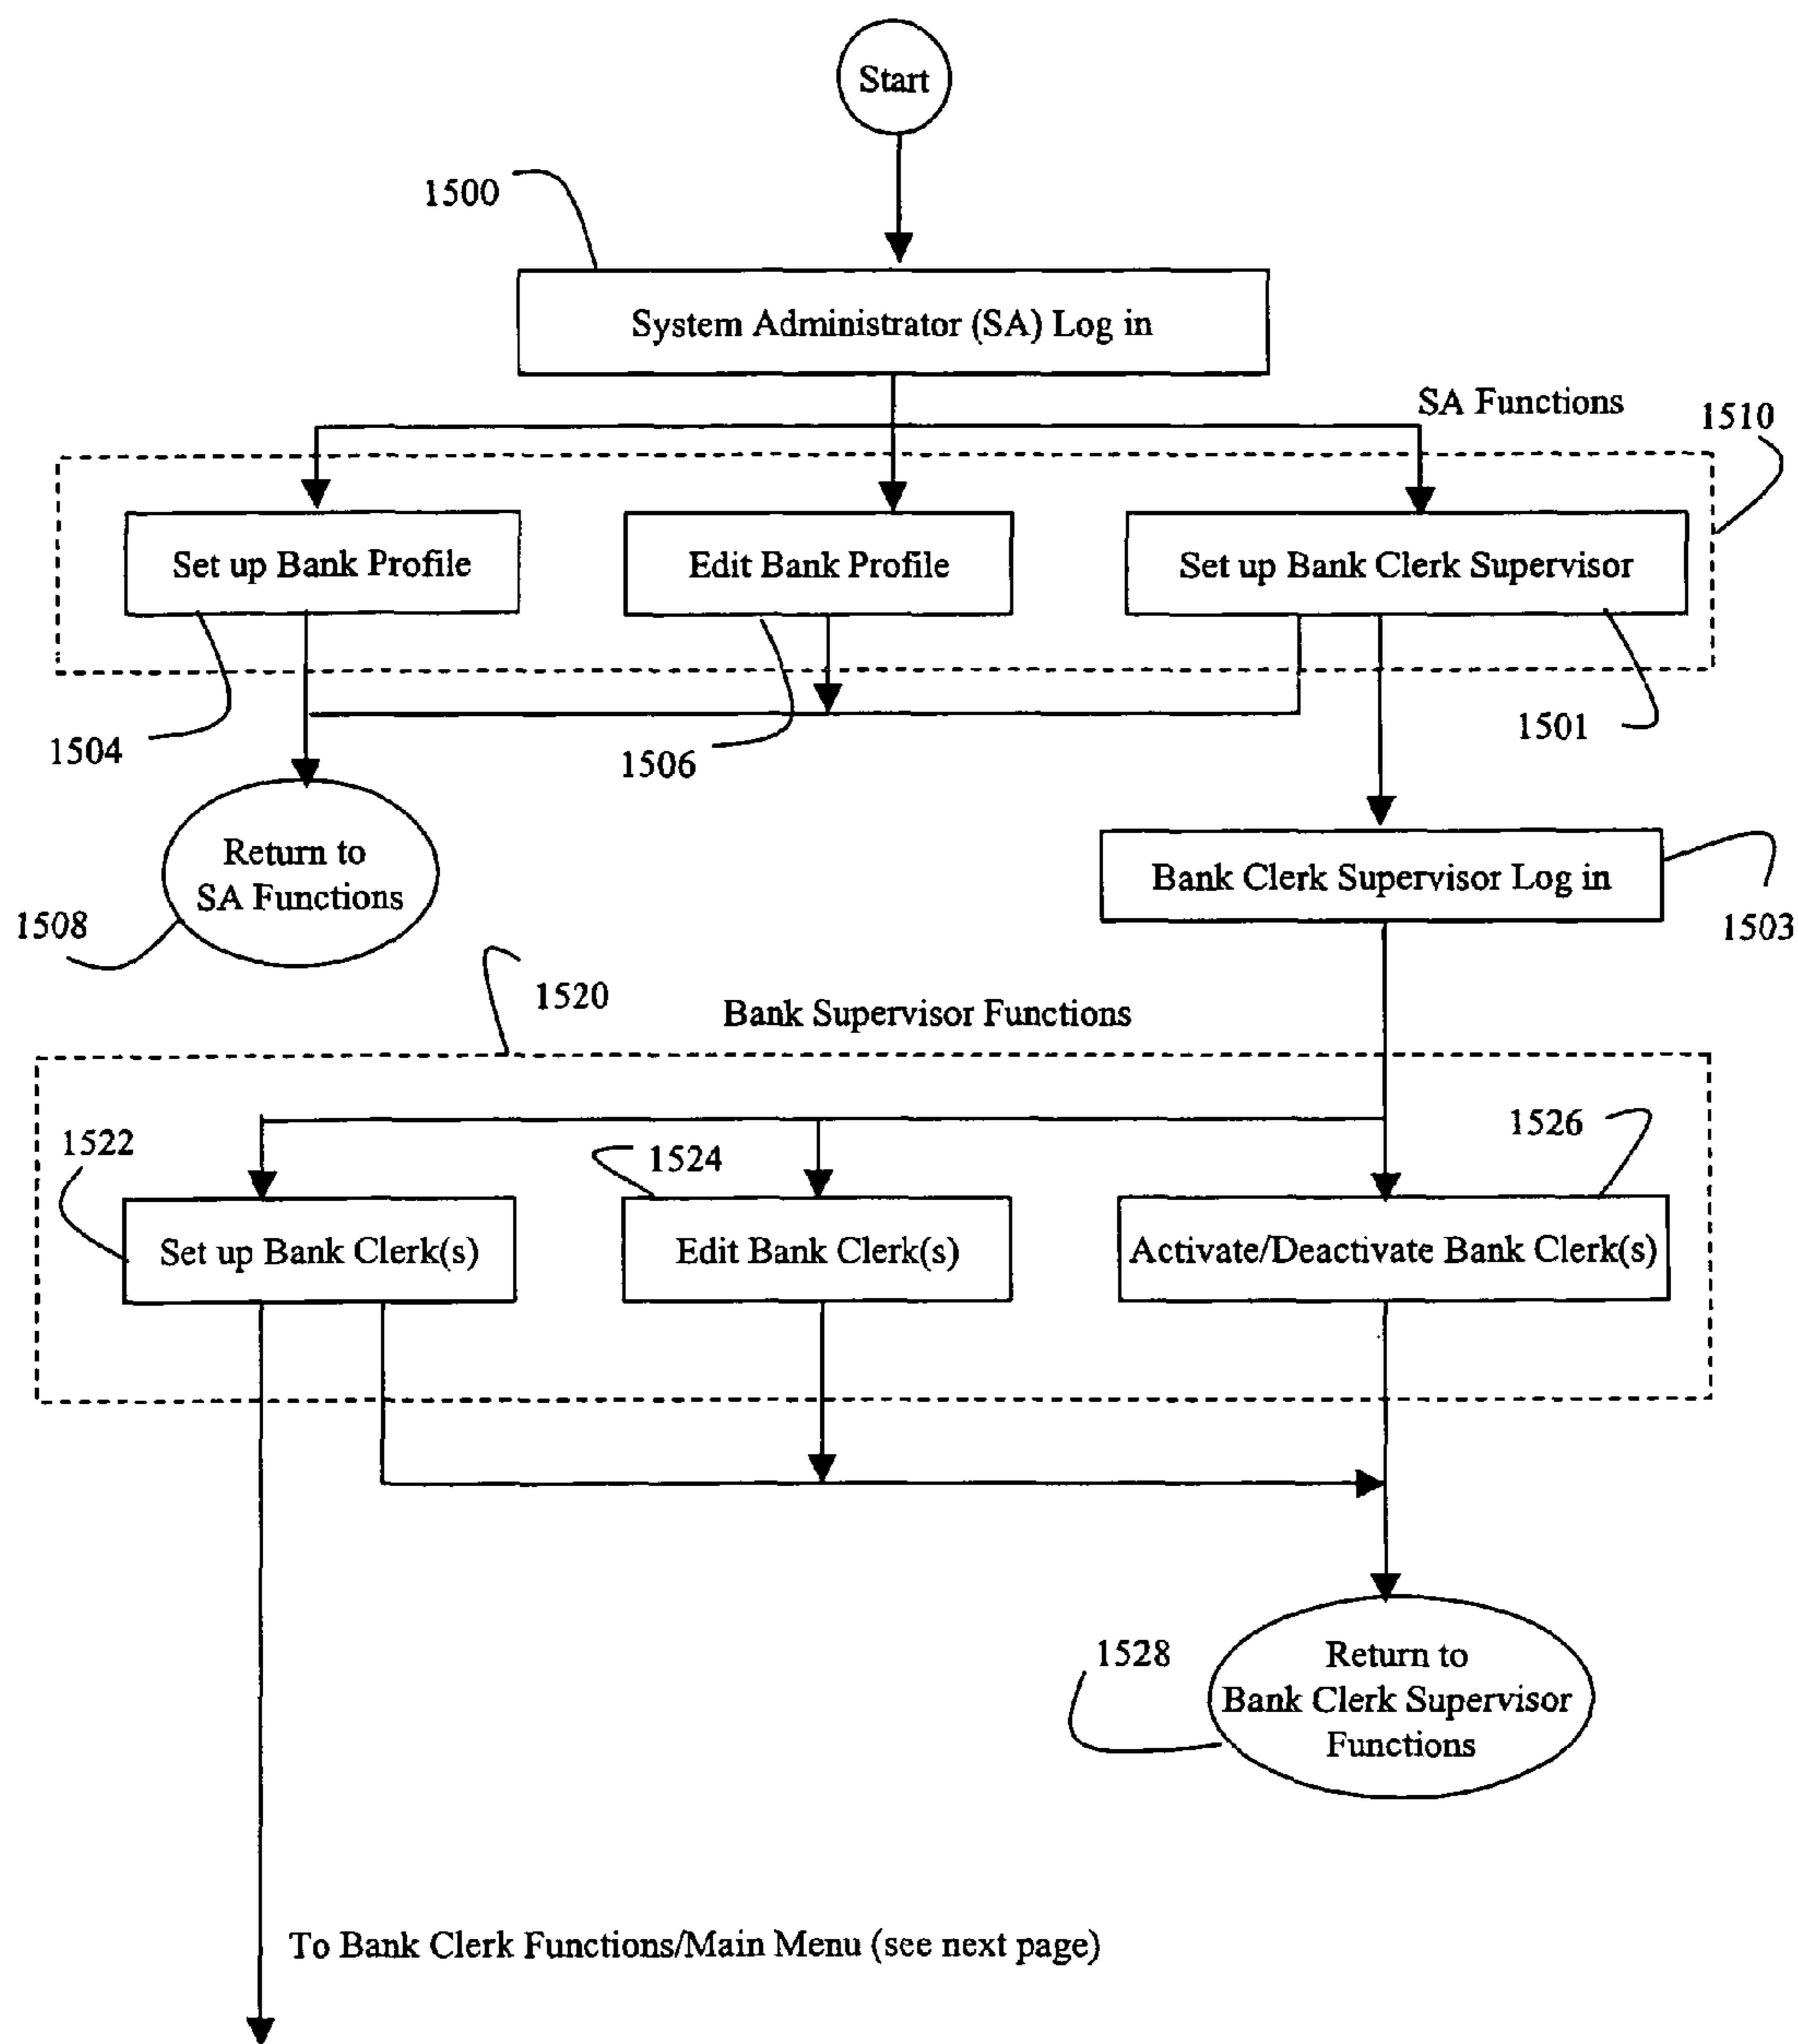 Start
1500
System Administrator (SA) Log in
SA Functions
1510
Set up Bank Profile
Edit Bank Profile
Set up Bank Clerk Supervisor
1504
1506
1501
Return to
SA Functions
1508
Bank Clerk Supervisor Log in
1503
1520
Bank Supervisor Functions
1522
1524
1526
Set up Bank Clerk(s)
Edit Bank Clerk(s)
Activate/Deactivate Bank Clerk(s)
1528
Return to
Bank Clerk Supervisor
Functions
To Bank Clerk Functions/Main Menu (see next page)